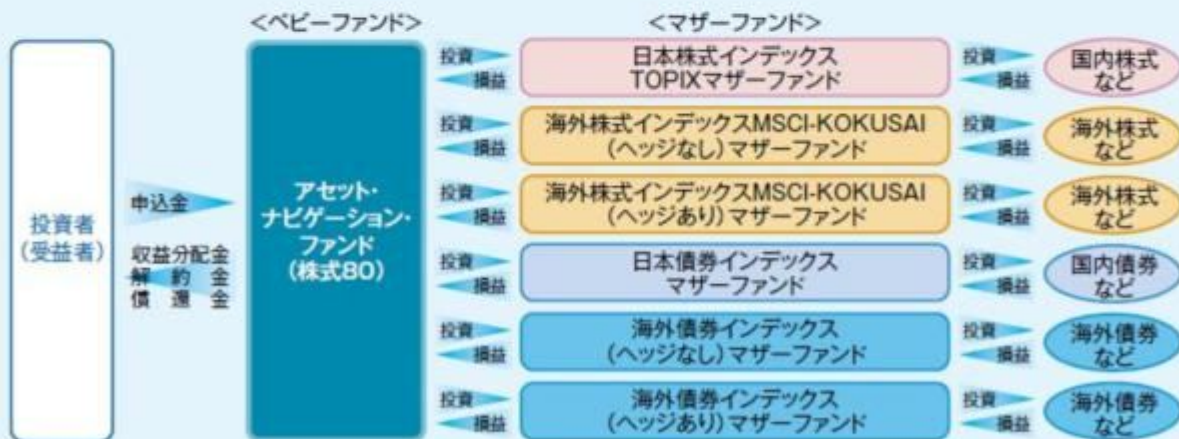 <ベビーファンド>
<マザーファンド>
投資者
(受益者)
申込金
収益分配金
解約金
償還金
アセット・
ナビゲーション・
ファンド
(株式80)
投資
損益
日本株式インデックス
TOPIXマザーファンド
投資
損益
国内株式
など
投資
損益
海外株式インデックスMSCI-KOKUSAI
(ヘッジなし)マザーファンド
投資
損益
海外株式
など
投資
損益
海外株式インデックスMSCI-KOKUSAI
(ヘッジあり)マザーファンド
投資
損益
海外株式
など
投資
損益
日本債券インデックス
マザーファンド
投資
損益
国内債券
など
投資
損益
海外債券インデックス
(ヘッジなし)マザーファンド
投資
損益
海外債券
など
投資
損益
海外債券インデックス
(ヘッジあり)マザーファンド
投資
損益
海外債券
など